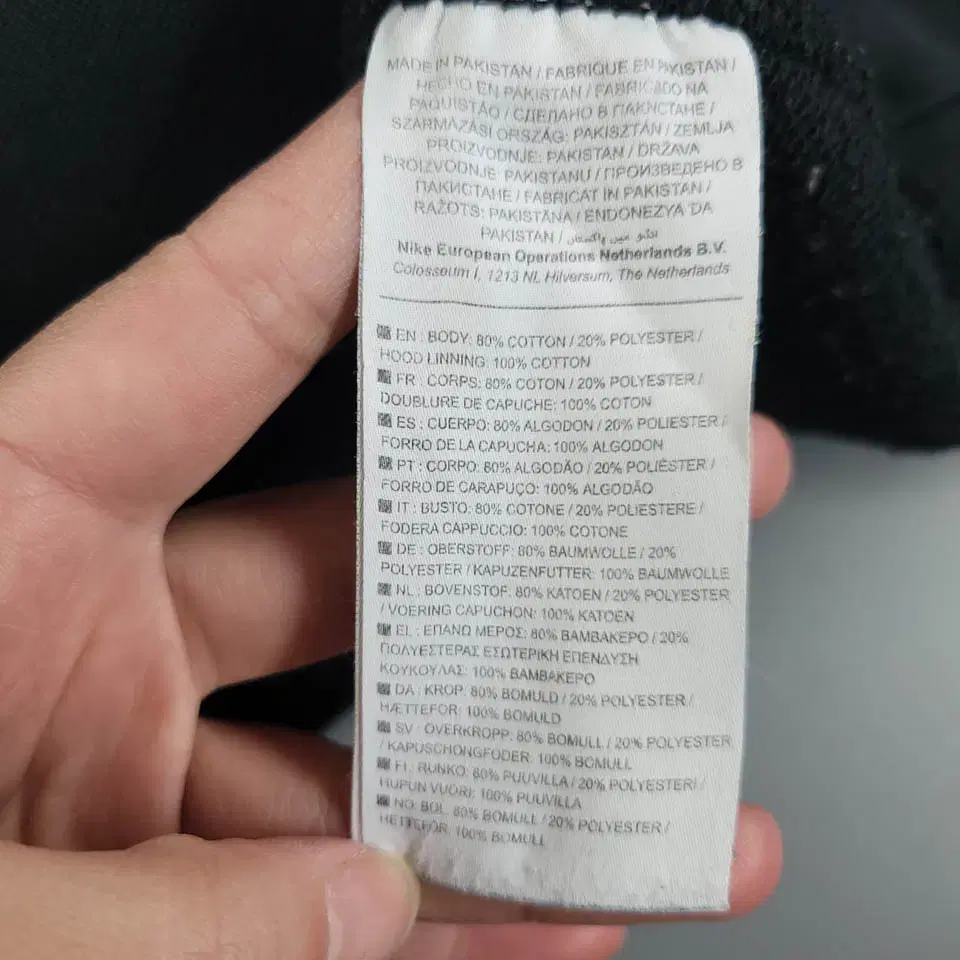 MADE IN PAKISTAN / FABRIQUE EN PAKISTAN /
HECHO EN PAKISTAN / FABRICADO NA
PAQUISTÃO / СДЕЛАНО В ПАКИСТАНЕ /
SZÁRMAZÁSI ORSZÁG: PAKISZTÁN / ZEMLJA
PROIZVODNJE: PAKISTAN / DRŽAVA
PROIZVODNJE PAKISTANU / ПРОИЗВЕДЕНО В
ПАКИСТАНЕ / FABRICAT IN PAKISTAN /
RAŽOTS: PAKISTĀNA / ENDONEZYA DA
PAKISTAN /
Nike European Operations Netherlands B.V.
Colosseum I, 1213 NL Hilversum, The Netherlands
EN : BODY: 80% COTTON / 20% POLYESTER /
HOOD LINNING: 100% COTTON
FR : CORPS: 80% COTON / 20% POLYESTER /
DOUBLURE DE CAPUCHE: 100% COTON
ES : CUERPO: 80% ALGODON / 20% POLIESTER /
FORRO DE LA CAPUCHA: 100% ALGODON
PT : CORPO: 80% ALGODÃO / 20% POLIÉSTER /
FORRO DE CARAPUÇO: 100% ALGODÃO
IT : BUSTO: 80% COTONE / 20% POLIESTERE /
FODERA CAPPUCCIO: 100% COTONE
DE : OBERSTOFF: 80% BAUMWOLLE / 20%
POLYESTER / KAPUZENFUTTER: 100% BAUMWOLLE
NL : BOVENSTOF: 80% KATOEN / 20% POLYESTER
/ VOERING CAPUCHON: 100% KATOEN
EL : ΕΠΑΝΩ ΜΕΡΟΣ: 80% ΒΑΜΒΑΚΕΡΟ / 20%
ΠΟΛΥΕΣΤΕΡΑΣ ΕΣΩΤΕΡΙΚΗ ΕΠΕΝΔΥΣΗ
ΚΟΥΚΟΥΛΑΣ: 100% ΒΑΜΒΑΚΕΡΟ
DA : KROP: 80% BOMULD / 20% POLYESTER /
HÆTTEFOR: 100% BOMULD
SV : OVERKROPP: 80% BOMULL / 20% POLYESTER
/ KAPUSCHONGFODER: 100% BOMULL
FI : RUNKO: 80% PUUVILLA / 20% POLYESTERI /
HUPUN VUORI: 100% PUUVILLA
NO: BOL: 80% BOMULL / 20% POLYESTER /
HETTEFÔR: 100% BOMULL